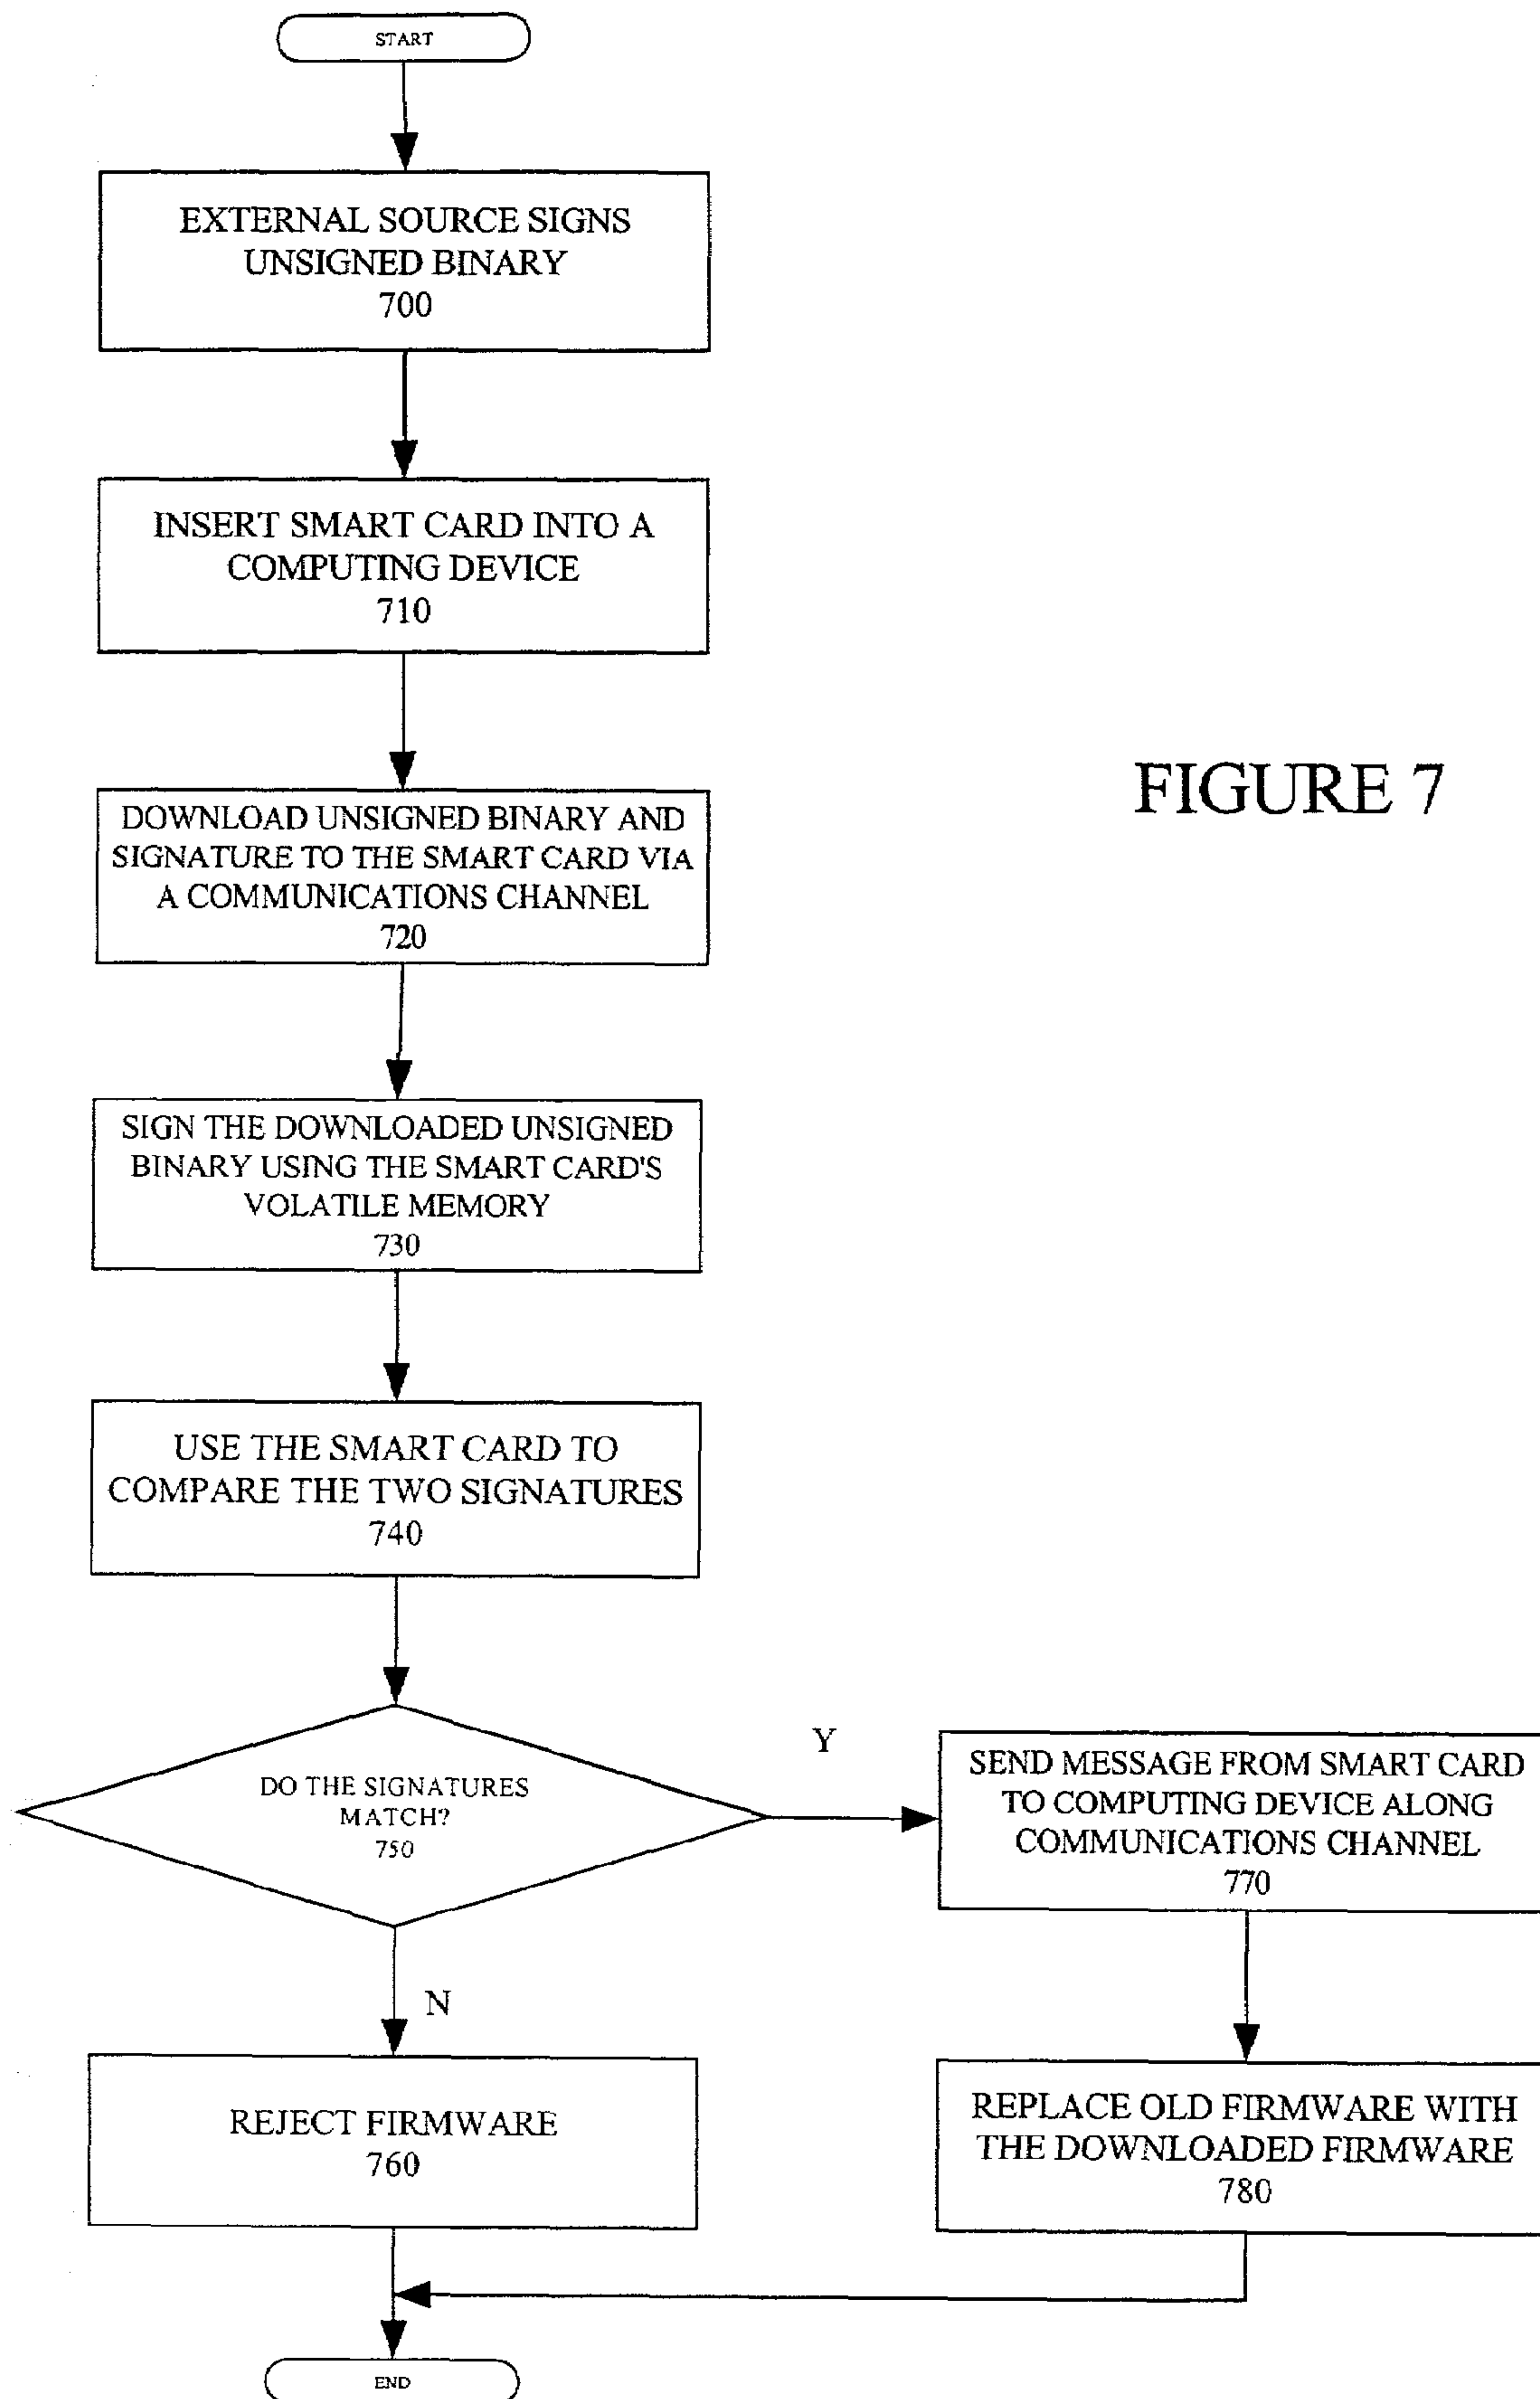 START
EXTERNAL SOURCE SIGNS
UNSIGNED BINARY
700
INSERT SMART CARD INTO A
COMPUTING DEVICE
710
FIGURE 7
DOWNLOAD UNSIGNED BINARY AND
SIGNATURE TO THE SMART CARD VIA
A COMMUNICATIONS CHANNEL
720
SIGN THE DOWNLOADED UNSIGNED
BINARY USING THE SMART CARD'S
VOLATILE MEMORY
730
USE THE SMART CARD TO
COMPARE THE TWO SIGNATURES
740
DO THE SIGNATURES
MATCH?
750
Y
SEND MESSAGE FROM SMART CARD
TO COMPUTING DEVICE ALONG
COMMUNICATIONS CHANNEL
770
N
REJECT FIRMWARE
760
REPLACE OLD FIRMWARE WITH
THE DOWNLOADED FIRMWARE
780
END